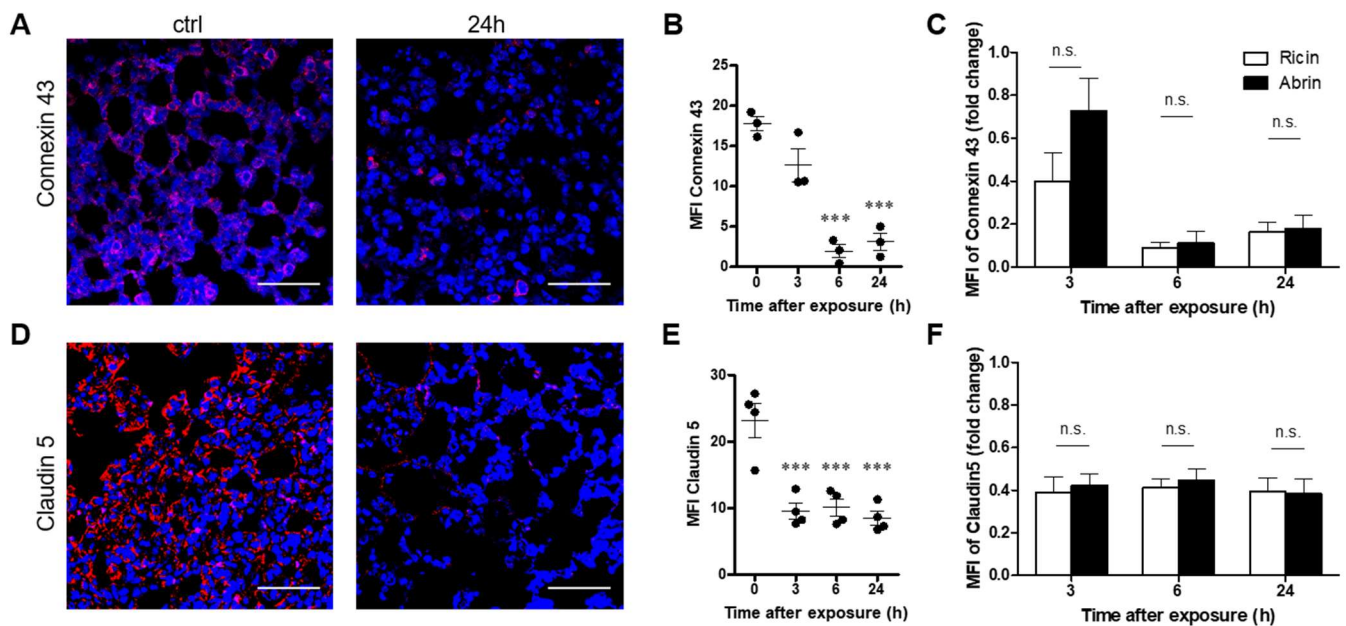 A
ctrl
24h
Connexin 43
B
MFI Connexin 43
25
20
15
10
5
0
***
***
0 3 6 24
Time after exposure (h)
C
MFI of Connexin 43 (fold change)
1.0
0.8
0.6
0.4
0.2
0.0
n.s.
n.s.
n.s.
Ricin
Abrin
3 6 24
Time after exposure (h)
D
Claudin 5
E
MFI Claudin 5
30
20
10
0
*** *** ***
0 3 6 24
Time after exposure (h)
F
MFI of Claudin5 (fold change)
1.0
0.8
0.6
0.4
0.2
0.0
n.s.
n.s.
n.s.
3 6 24
Time after exposure (h)